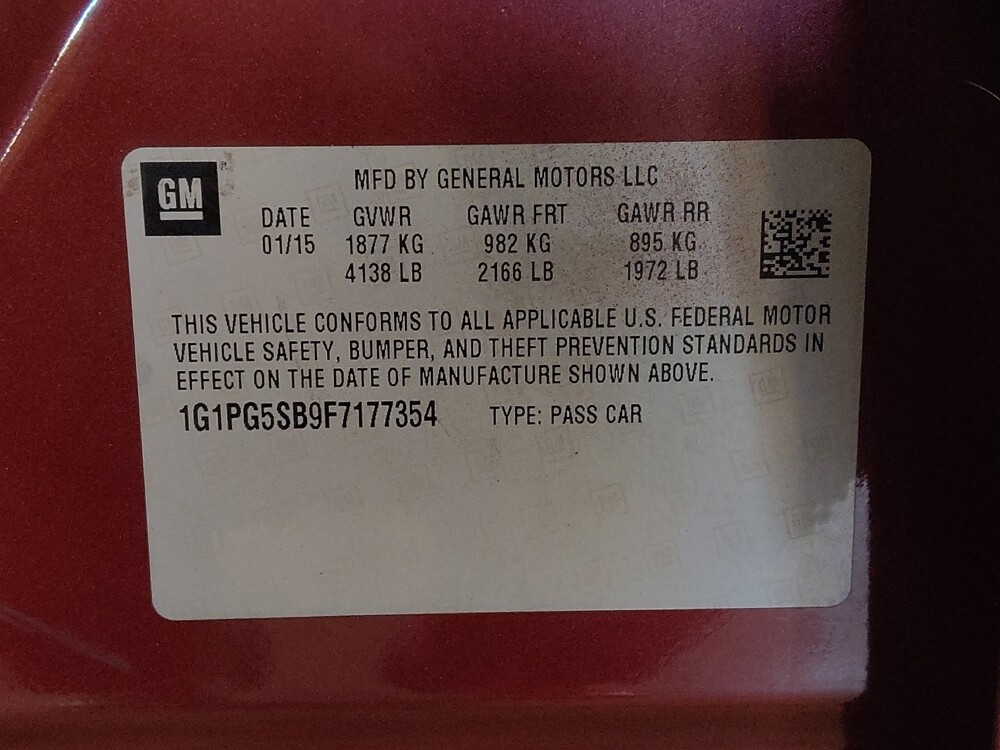 GM
MFD BY GENERAL MOTORS LLC
DATE GVWR GAWR FRT GAWR RR
01/15 1877 KG 982 KG 895 KG
4138 LB 2166 LB 1972 LB
THIS VEHICLE CONFORMS TO ALL APPLICABLE U.S. FEDERAL MOTOR
VEHICLE SAFETY, BUMPER, AND THEFT PREVENTION STANDARDS IN
EFFECT ON THE DATE OF MANUFACTURE SHOWN ABOVE.
1G1PG5SB9F7177354 TYPE: PASS CAR